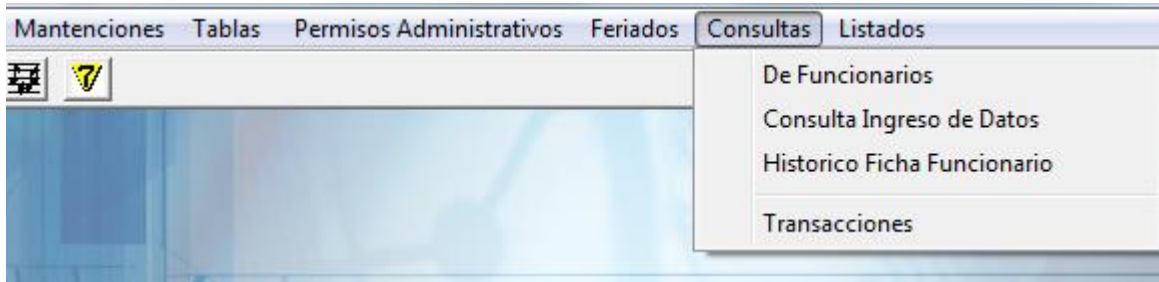 Mantenciones Tablas Permisos Administrativos Feriados Consultas Listados
De Funcionarios
Consulta Ingreso de Datos
Historico Ficha Funcionario
Transacciones